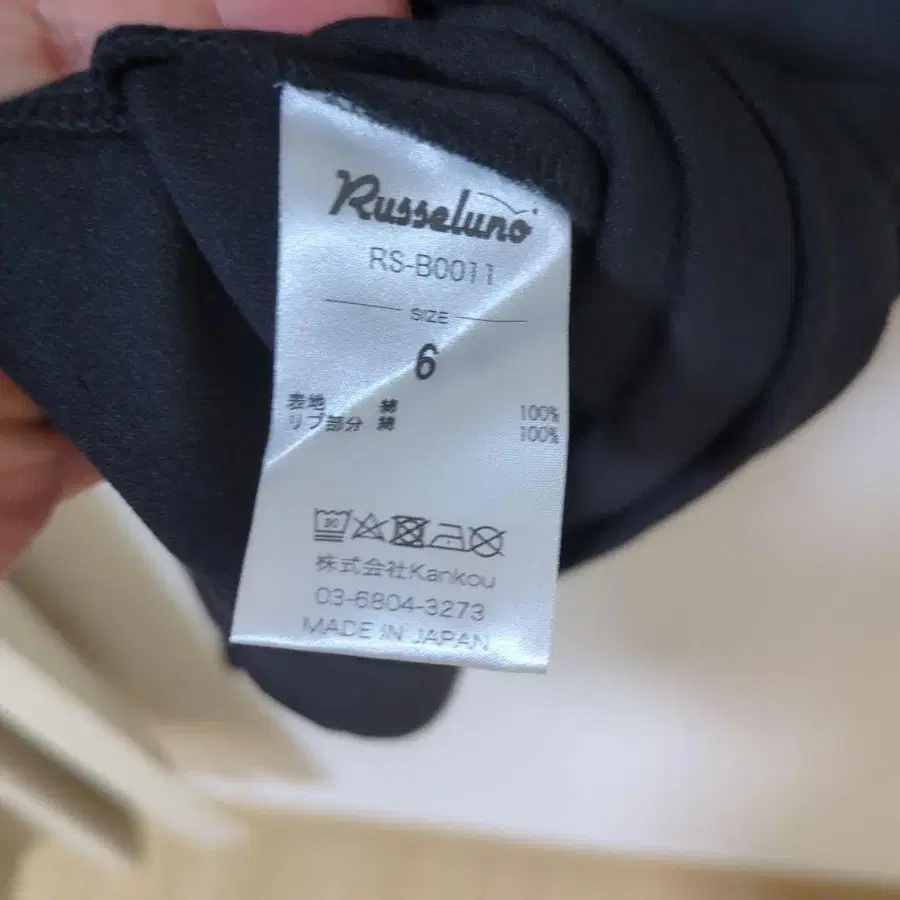 Russeluno
RS-B0011
SIZE
6
表地 綿 100%
リブ部分 綿 100%
30
株式会社Kankou
03-6804-3273
MADE IN JAPAN